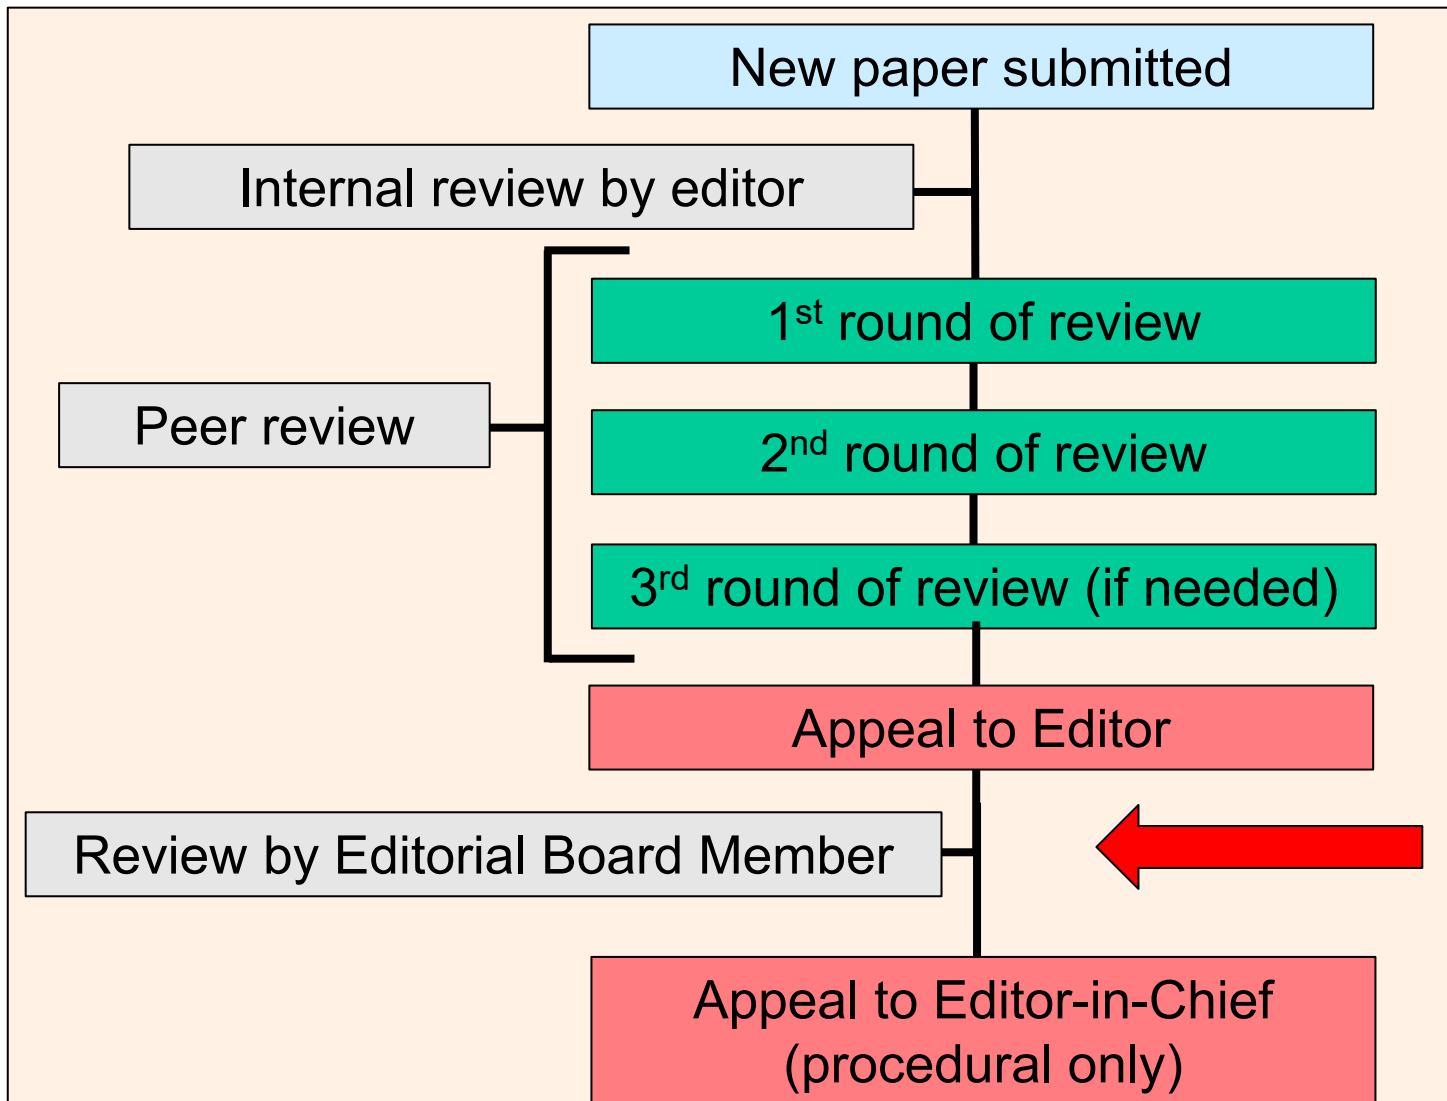 New paper submitted
Internal review by editor
1st round of review
Peer review
2nd round of review
3rd round of review (if needed)
Appeal to Editor
Review by Editorial Board Member
Appeal to Editor-in-Chief
(procedural only)